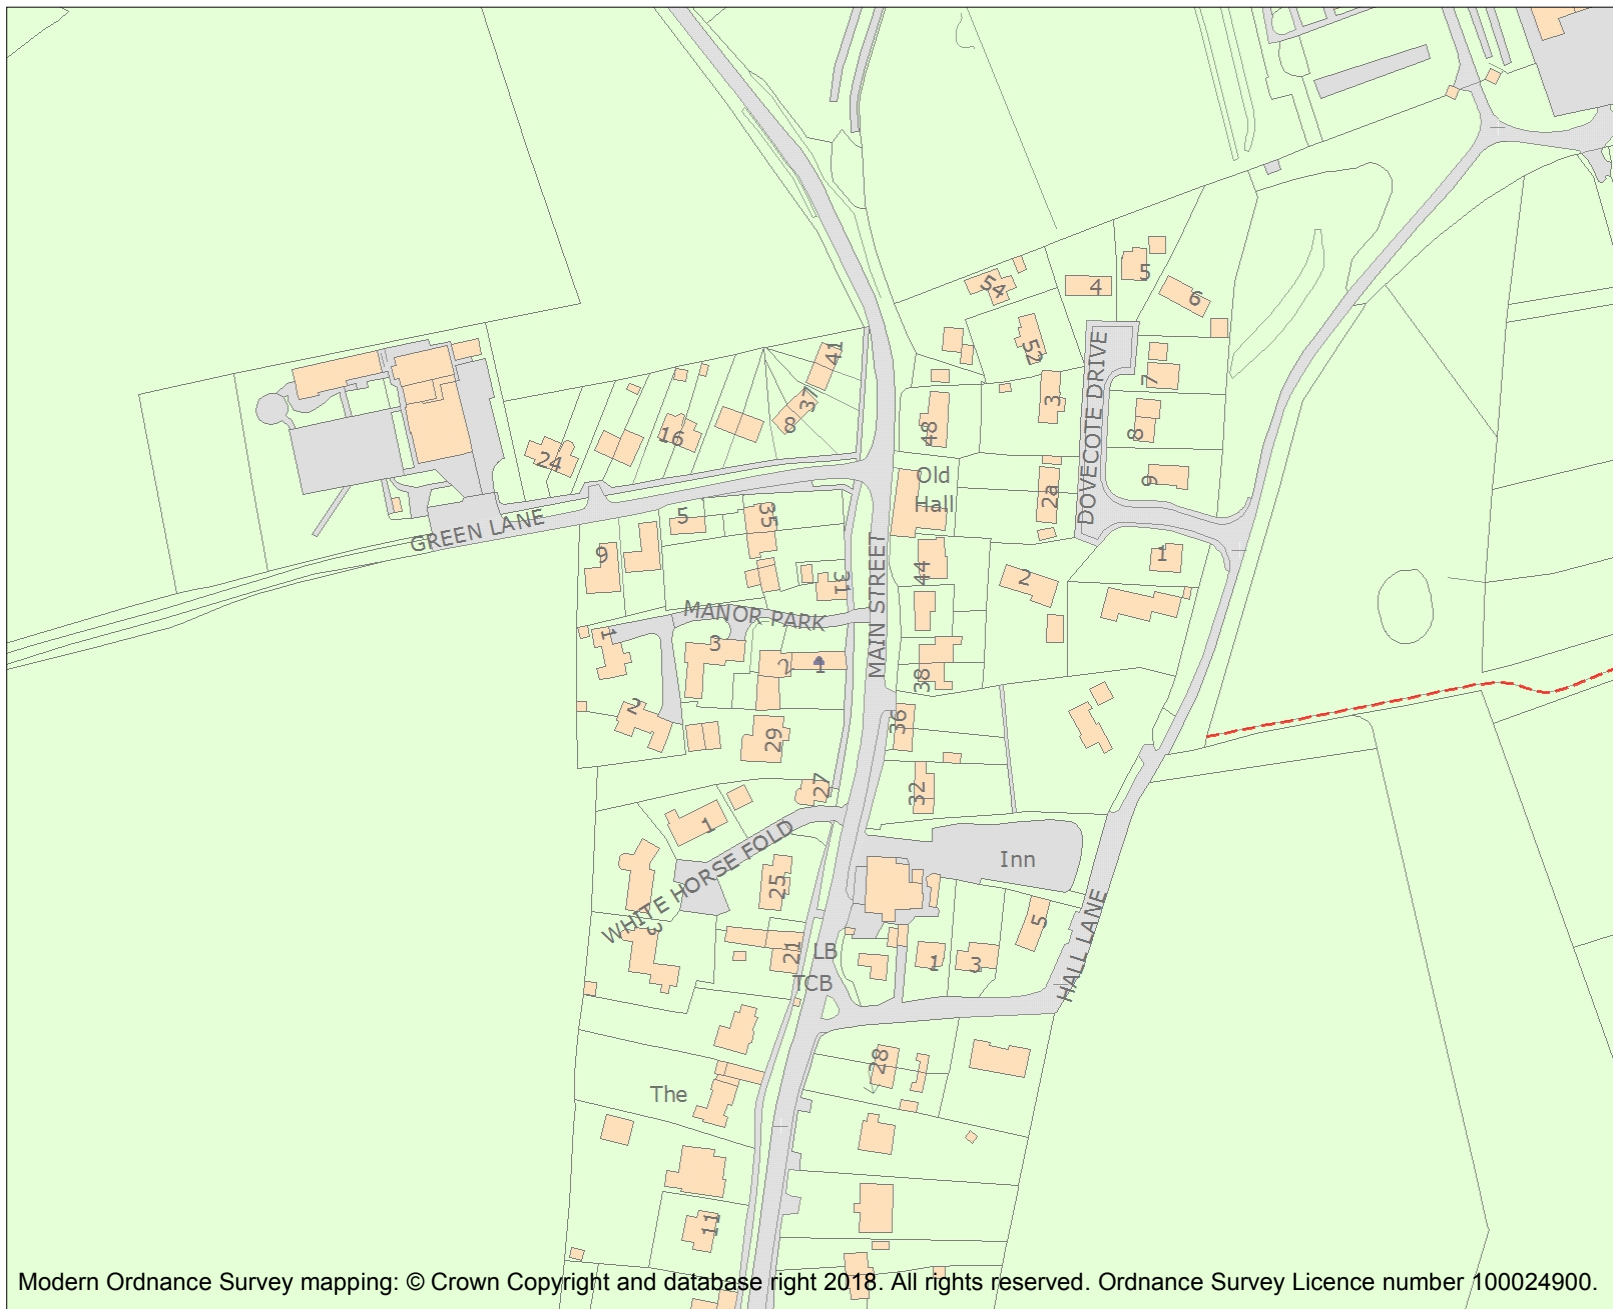 54
4
5
6
41
52
DOVECOTE DRIVE
7
37
3
8
48
8
16
24
Old
Hall
9
2a
35
5
GREEN LANE
9
1
44
2
31
MANOR PARK
MAIN STREET
1
3
2
1
38
2
36
29
27
32
1
WHITE HORSE FOLD
Inn
25
5
HALL LANE
3
21
LB
1
3
TCB
28
The
11
Modern Ordnance Survey mapping: © Crown Copyright and database right 2018. All rights reserved. Ordnance Survey Licence number 100024900.